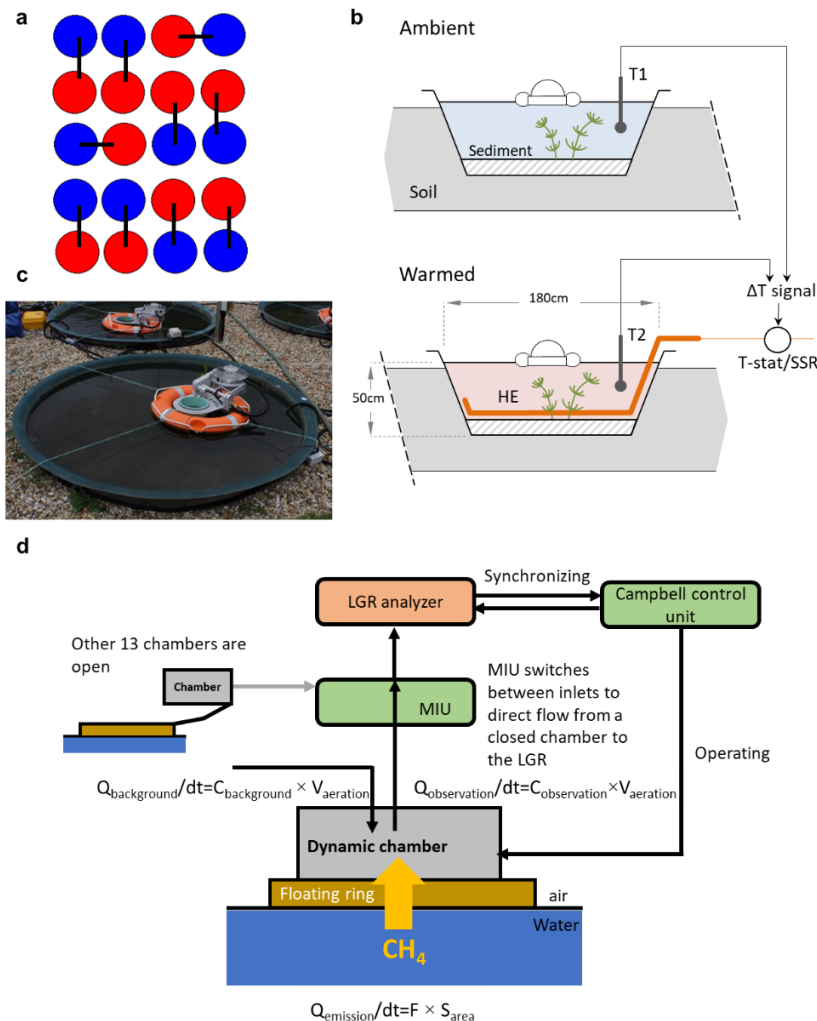 a
b
Ambient
T1
Sediment
Soil
c
Warmed
ΔT signal
180cm
T2
T-stat/SSR
HE
50cm
d
Synchronizing
LGR analyzer
Campbell control
unit
Other 13 chambers are
open
Chamber
MIU
MIU switches
between inlets to
direct flow from a
closed chamber to
the LGR
Operating
Qbackground/dt=Cbackground × Vaeration
Qobservation/dt=Cobservation×Vaeration
Dynamic chamber
Floating ring
air
Water
CH4
Qemission/dt=F × Sarea